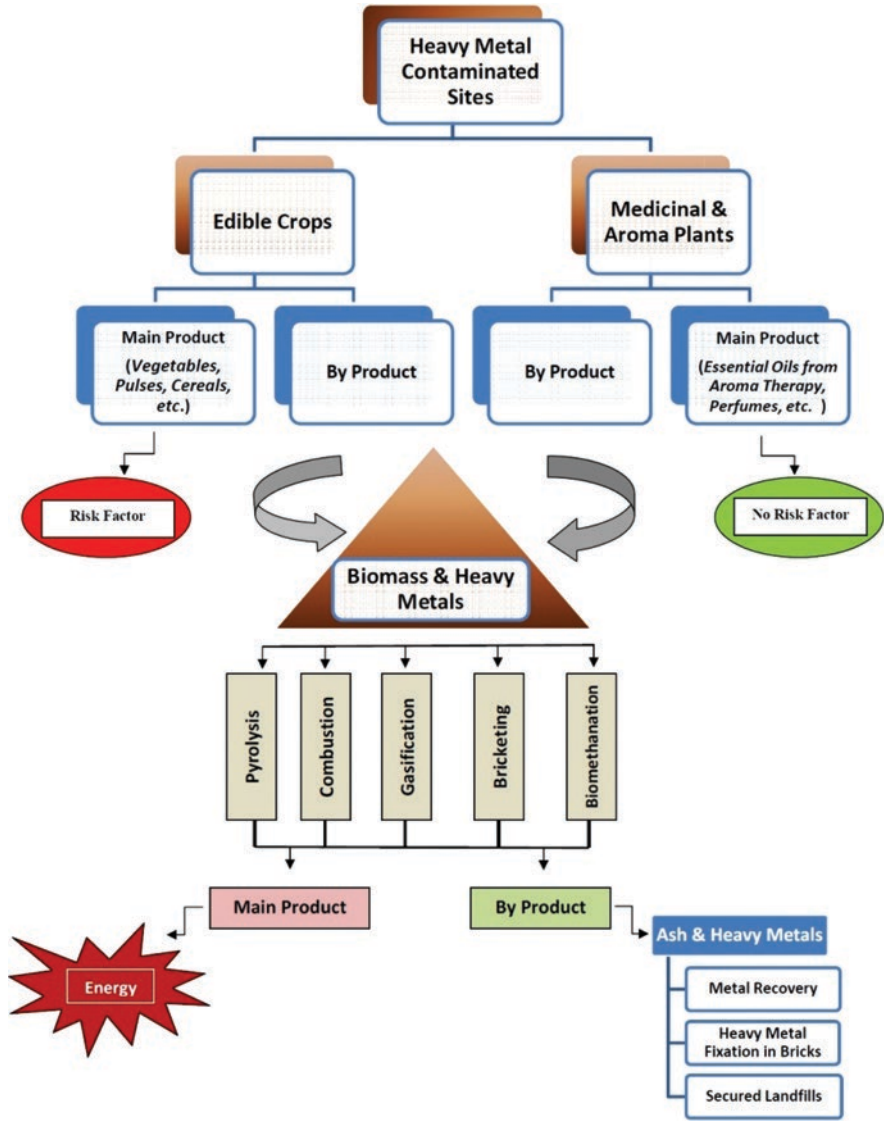 Heavy Metal
Contaminated
Sites
Edible Crops
Medicinal &
Aroma Plants
Main Product
(Vegetables,
Pulses, Cereals,
etc.)
By Product
By Product
Main Product
(Essential Oils from
Aroma Therapy,
Perfumes, etc. )
Risk Factor
No Risk Factor
Biomass & Heavy
Metals
Pyrolysis
Combustion
Gasification
Bricketing
Biomethanation
Main Product
By Product
Energy
Ash & Heavy Metals
Metal Recovery
Heavy Metal
Fixation in Bricks
Secured Landfills